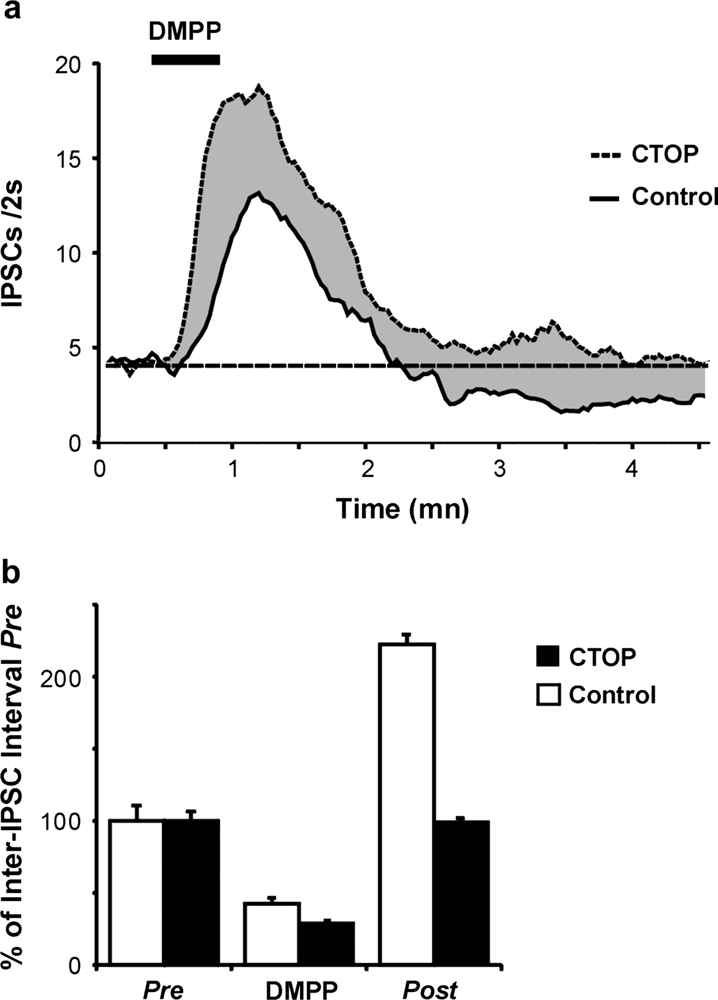 a
DMPP
20
15
10
5
0
IPSCs /2s
CTOP
Control
0 1 2 3 4
Time (mn)
b
% of Inter-IPSC Interval Pre
200
100
0
CTOP
Control
Pre DMPP Post